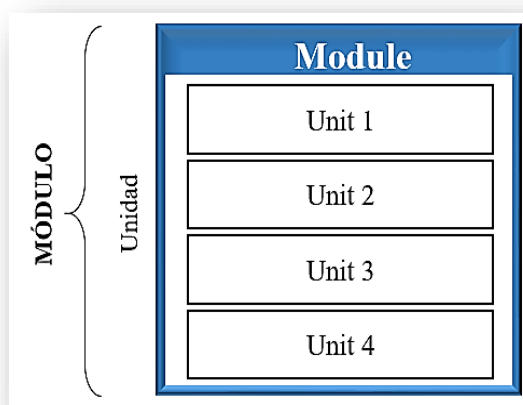 MÓDULO
Unidad
Module
Unit 1
Unit 2
Unit 3
Unit 4